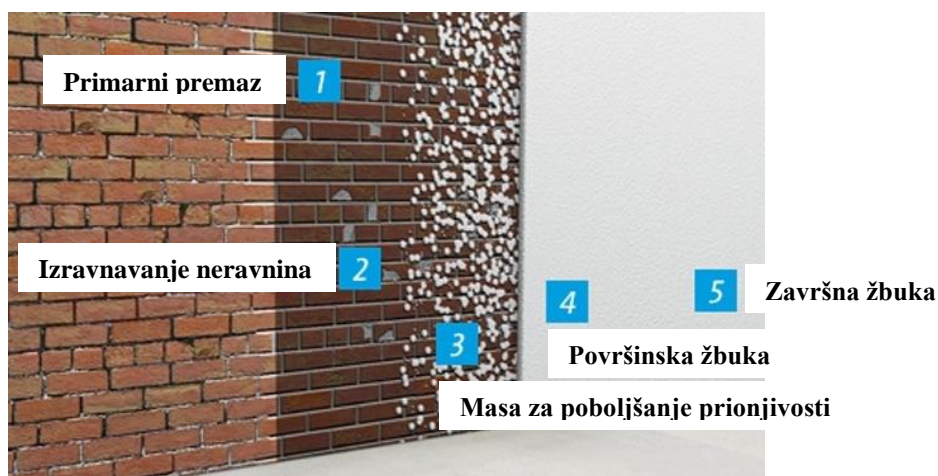 Primarni premaz 1
Izravnavanje neravnina 2
3
4
5 Završna žbuka
Površinska žbuka
Masa za poboljšanje prionjivosti